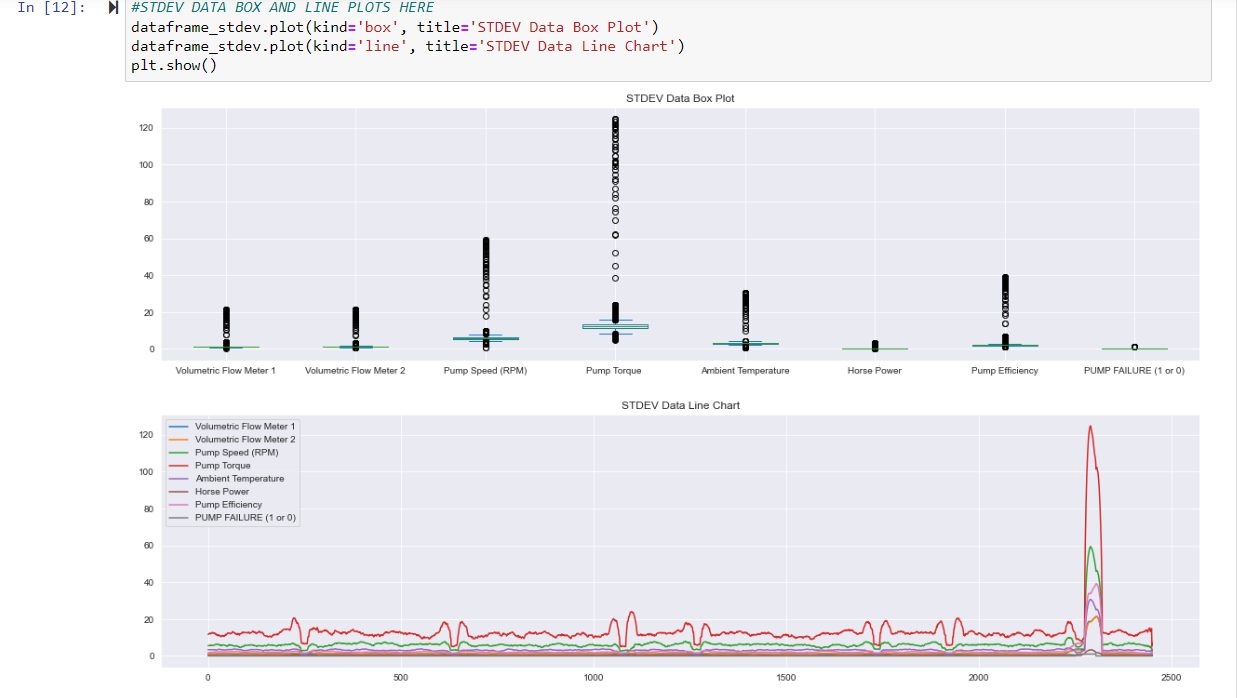 In [12]:
#STDEV DATA BOX AND LINE PLOTS HERE
dataframe_stdev.plot(kind='box', title='STDEV Data Box Plot')
dataframe_stdev.plot(kind='line', title='STDEV Data Line Chart')
plt.show()
STDEV Data Box Plot
120
100
80
60
40
20
0
Volumetric Flow Meter 1 Volumetric Flow Meter 2 Pump Speed (RPM) Pump Torque Ambient Temperature Horse Power Pump Efficiency PUMP FAILURE (1 or 0)
STDEV Data Line Chart
120
100
80
60
40
20
0
Volumetric Flow Meter 1
Volumetric Flow Meter 2
Pump Speed (RPM)
Pump Torque
Ambient Temperature
Horse Power
Pump Efficiency
PUMP FAILURE (1 or 0)
0 500 1000 1500 2000 2500